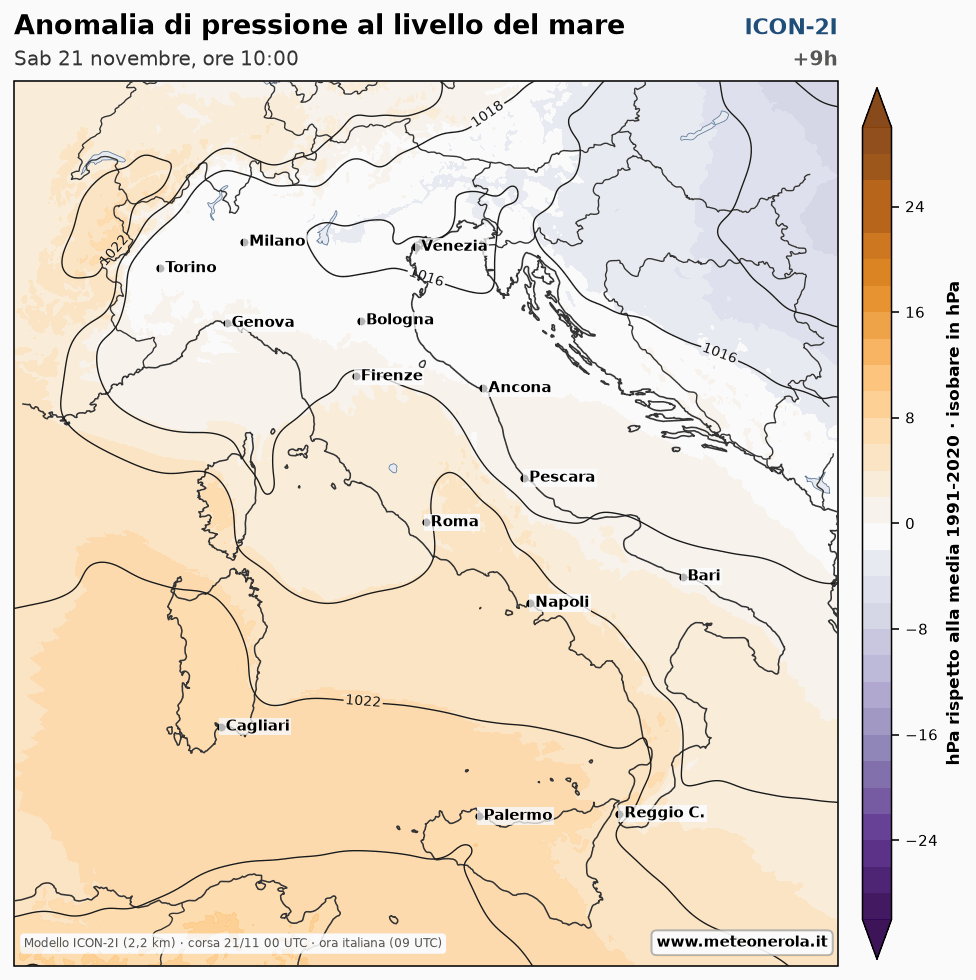 Anomalia di pressione al livello del mare
ICON-2I
Sab 21 novembre, ore 10:00
+9h
1018
1022
Milano
Venezia
Torino
1016
Genova
Bologna
1016
Firenze
Ancona
Pescara
Roma
Bari
Napoli
1022
Cagliari
Palermo
Reggio C.
24
16
8
0
−8
−16
−24
hPa rispetto alla media 1991-2020 · isobare in hPa
Modello ICON-2I (2,2 km) · corsa 21/11 00 UTC · ora italiana (09 UTC)
www.meteonerola.it